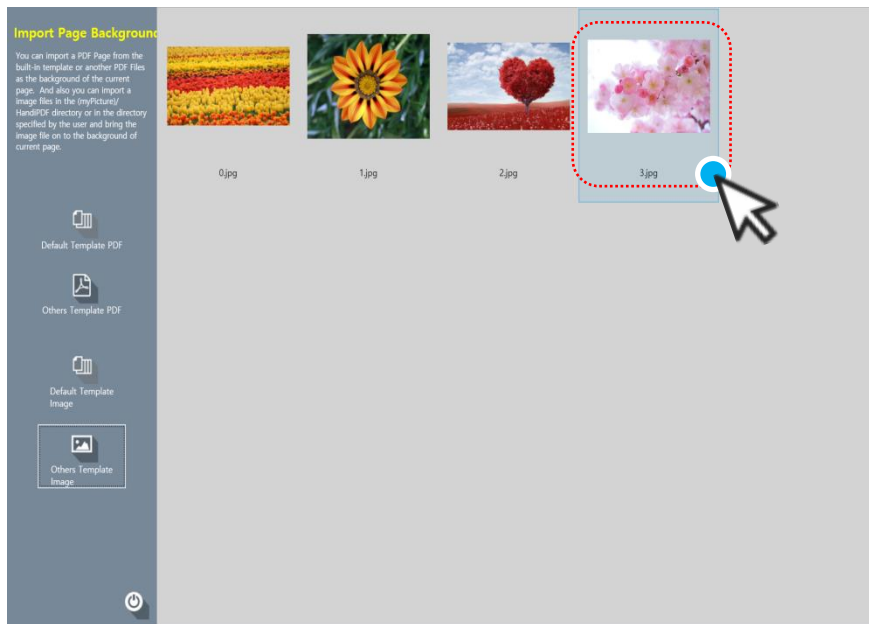 Import Page Background
You can import a PDF Page from the
built-in template or another PDF Files
as the background of the current
page.  And also you can import a
image files in the (myPicture)/
HandiPDF directory or in the directory
specified by the user and bring the
image file on to the background of
current page.
0.jpg
1.jpg
2.jpg
3.jpg
Default Template PDF
Others Template PDF
Default Template
Image
Others Template
Image